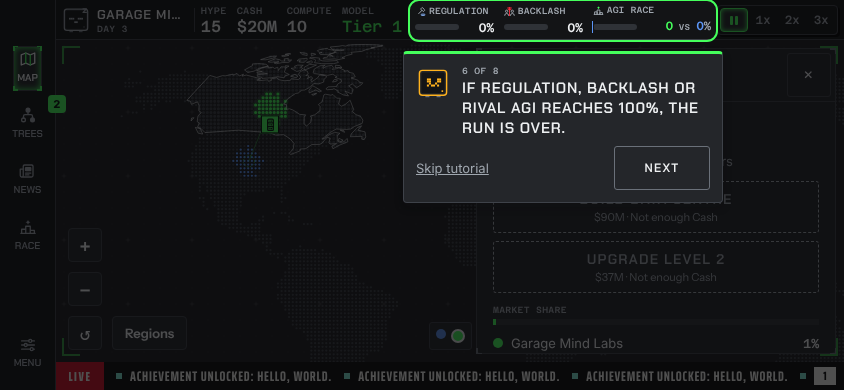 GARAGE MI...
DAY 3
HYPE
15
CASH
$20M
COMPUTE
10
MODEL
Tier 1
REGULATION
0%
BACKLASH
0%
AGI RACE
0 vs 0%
1x
2x
3x
MAP
2
TREES
NEWS
RACE
MENU
6 OF 8
IF REGULATION, BACKLASH OR
RIVAL AGI REACHES 100%, THE
RUN IS OVER.
Skip tutorial
NEXT
$90M · Not enough Cash
UPGRADE LEVEL 2
$37M · Not enough Cash
MARKET SHARE
Garage Mind Labs
1%
+
−
↺
Regions
LIVE
ACHIEVEMENT UNLOCKED: HELLO, WORLD.
ACHIEVEMENT UNLOCKED: HELLO, WORLD.
ACHIEVEMENT UNLOCKED: HELLO, WORLD.
1